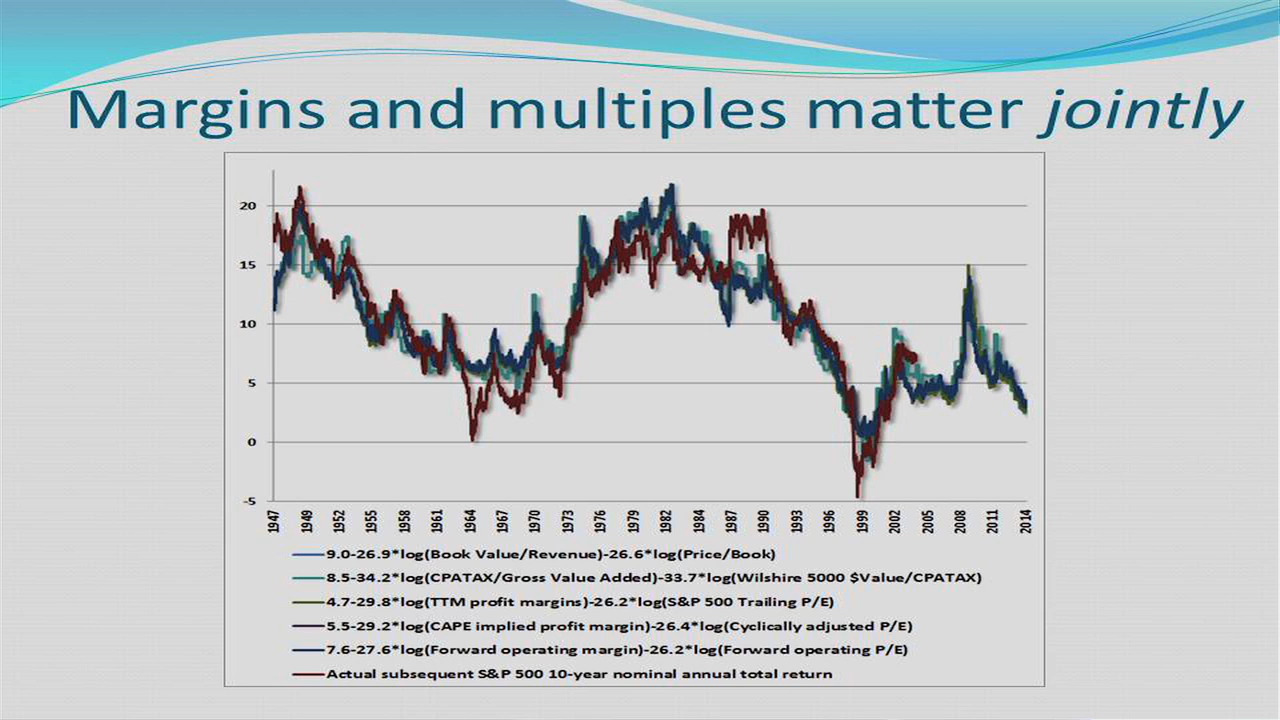 Margins and multiples matter jointly
20
15
10
5
0
-5
1947 1949 1952 1955 1958 1961 1964 1967 1970 1973 1976 1979 1982 1984 1987 1990 1993 1996 1999 2002 2005 2008 2011 2014
9.0-26.9*log(Book Value/Revenue)-26.6*log(Price/Book)
8.5-34.2*log(CPATAX/Gross Value Added)-33.7*log(Wilshire 5000 $Value/CPATAX)
4.7-29.8*log(TTM profit margins)-26.2*log(S&P 500 Trailing P/E)
5.5-29.2*log(CAPE implied profit margin)-26.4*log(Cyclically adjusted P/E)
7.6-27.6*log(Forward operating margin)-26.2*log(Forward operating P/E)
Actual subsequent S&P 500 10-year nominal annual total return